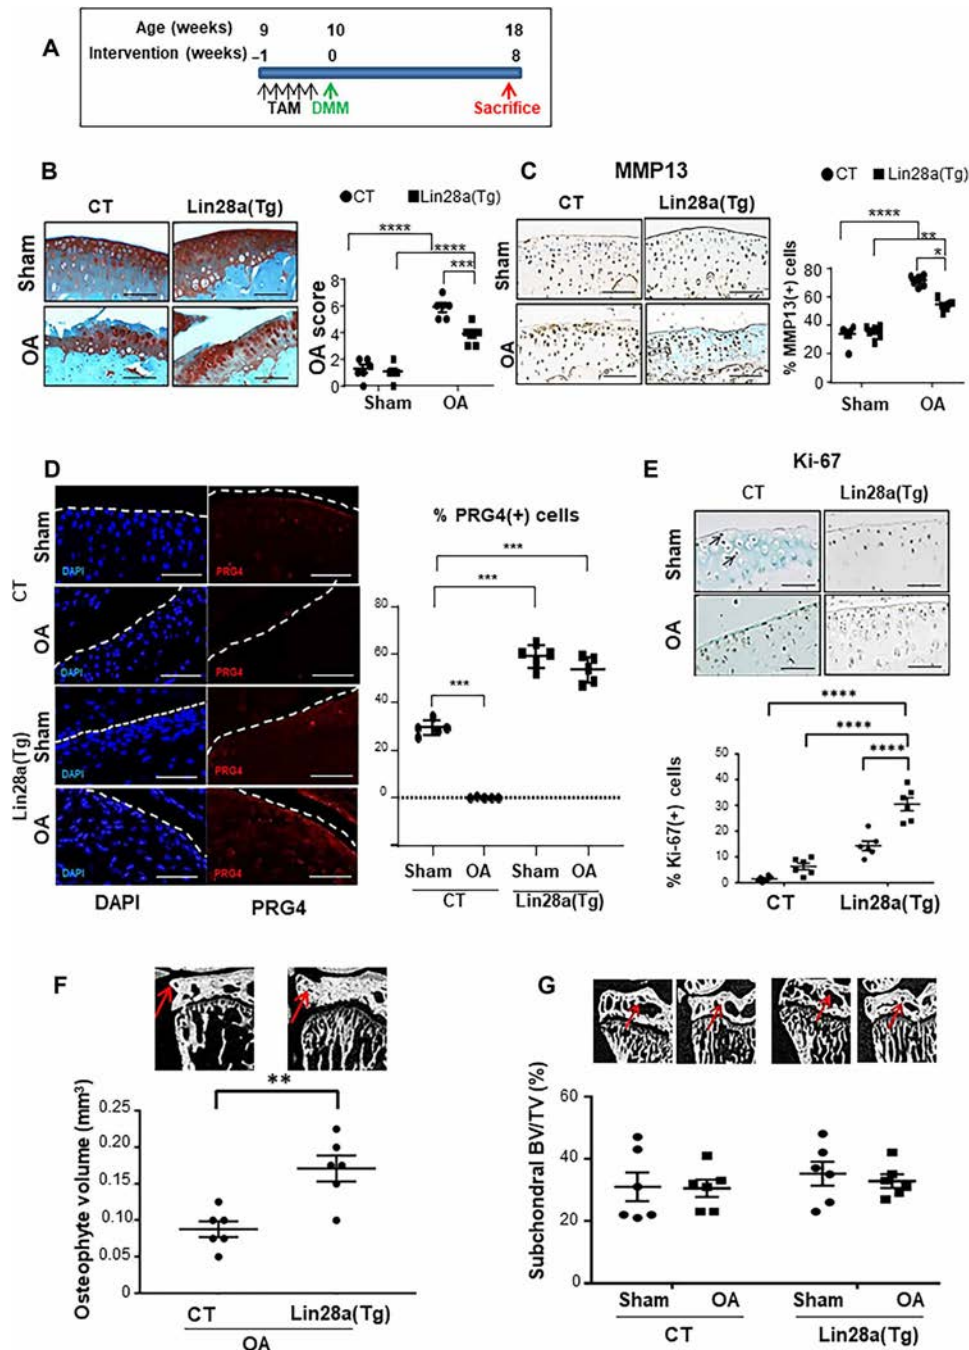 A
Age (weeks) 9 10 18
Intervention (weeks) –1 0 8
TAM DMM Sacrifice
B
CT Lin28a(Tg)
Sham
OA
CT Lin28a(Tg)
****
****
***
OA score
8
6
4
2
0
Sham OA
C
MMP13
CT Lin28a(Tg)
Sham
OA
CT Lin28a(Tg)
****
**
*
% MMP13(+) cells
80
60
40
20
0
Sham OA
D
CT
Sham
DAPI PRG4
OA
DAPI PRG4
Lin28a(Tg)
Sham
DAPI PRG4
OA
DAPI PRG4
DAPI PRG4
% PRG4(+) cells
***
***
***
80
60
40
20
0
Sham OA Sham OA
CT Lin28a(Tg)
E
Ki-67
CT Lin28a(Tg)
Sham
OA
****
****
****
% Ki-67(+) cells
50
40
30
20
10
0
CT Lin28a(Tg)
F
**
Osteophyte volume (mm³)
0.25
0.20
0.15
0.10
0.05
0
CT Lin28a(Tg)
OA
G
Subchondral BV/TV (%)
60
40
20
0
Sham OA Sham OA
CT Lin28a(Tg)